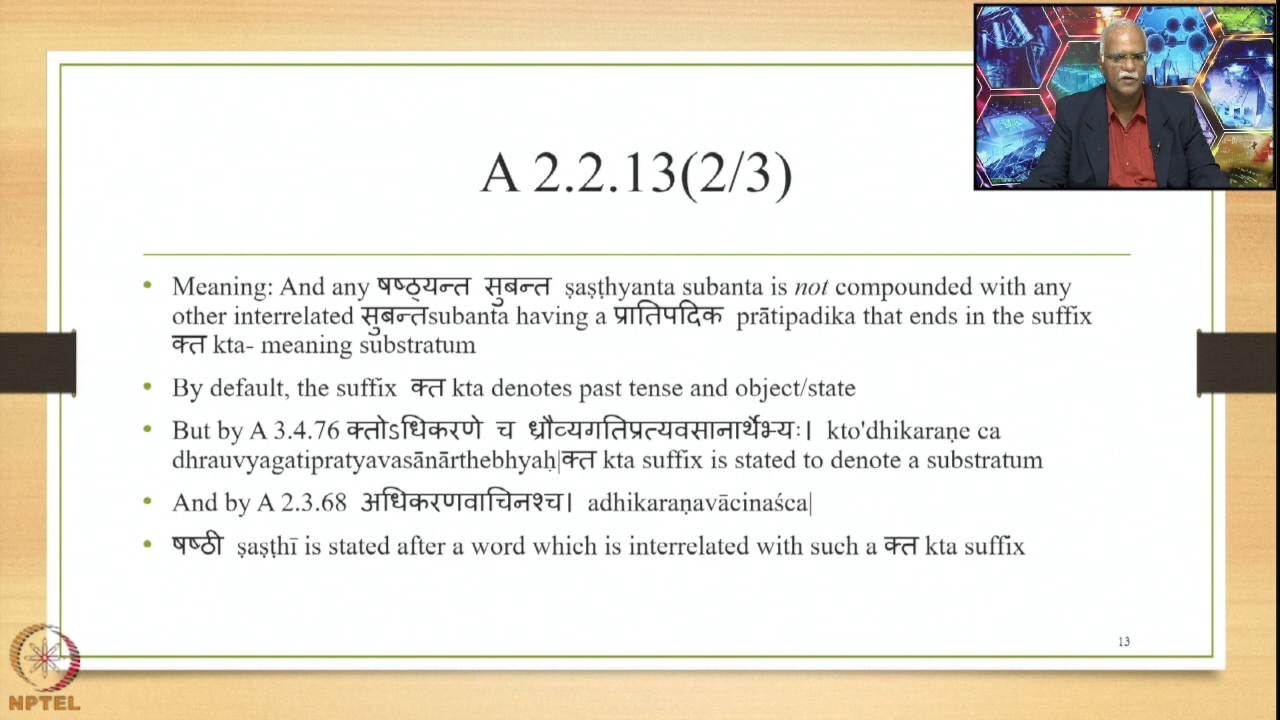 A 2.2.13(2/3)
• Meaning: And any षष्ठ्यन्त सुबन्त ṣaṣṭhyanta subanta is not compounded with any
other interrelated सुबन्तsubanta having a प्रातिपदिक prātipadika that ends in the suffix
क्त kta- meaning substratum
• By default, the suffix क्त kta denotes past tense and object/state
• But by A 3.4.76 क्तोऽधिकरणे च ध्रौव्यगतिप्रत्यवसानार्थेभ्यः। kto'dhikaraṇe ca
dhrauvyagatipratyavasānārthebhyaḥ|क्त kta suffix is stated to denote a substratum
• And by A 2.3.68 अधिकरणवाचिनश्च। adhikaraṇavācinaśca|
• षष्ठी ṣaṣṭhī is stated after a word which is interrelated with such a क्त kta suffix
13
NPTEL